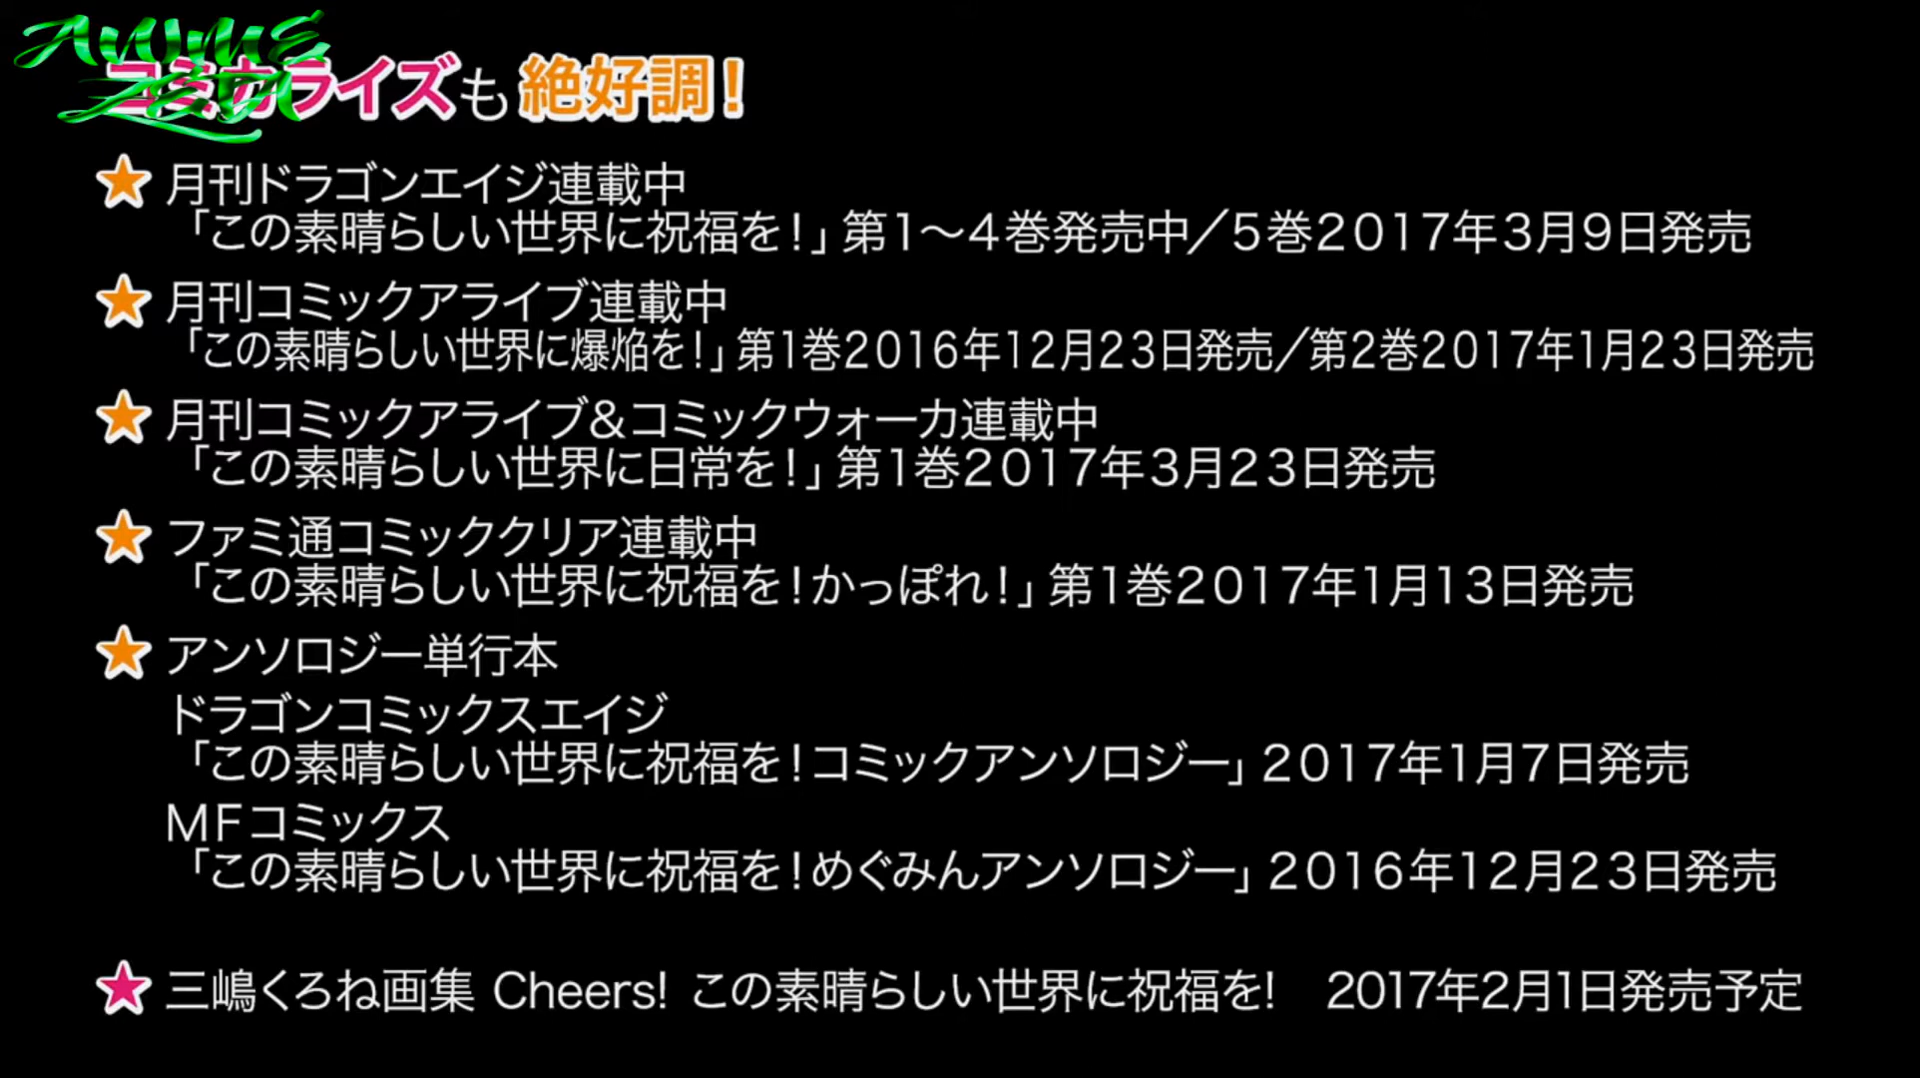 ANIME
ZEN
コミカライズも絶好調！
★月刊ドラゴンエイジ連載中
「この素晴らしい世界に祝福を！」第１～４巻発売中／５巻２０１７年３月９日発売
★月刊コミックアライブ連載中
「この素晴らしい世界に爆焔を！」第１巻２０１６年１２月２３日発売／第２巻２０１７年１月２３日発売
★月刊コミックアライブ＆コミックウォーカ連載中
「この素晴らしい世界に日常を！」第１巻２０１７年３月２３日発売
★ファミ通コミッククリア連載中
「この素晴らしい世界に祝福を！かっぽれ！」第１巻２０１７年１月１３日発売
★アンソロジー単行本
ドラゴンコミックスエイジ
「この素晴らしい世界に祝福を！コミックアンソロジー」２０１７年１月７日発売
ＭＦコミックス
「この素晴らしい世界に祝福を！めぐみんアンソロジー」２０１６年１２月２３日発売
★三嶋くろね画集 Cheers! この素晴らしい世界に祝福を!　2017年2月1日発売予定